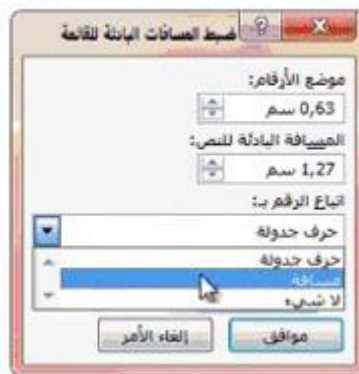 ضبط المسافات البادئة للقائمة
موضع الأرقام:
0,63 سم
المسافة البادئة للنص:
1,27 سم
اتباع الرقم بـ:
حرف جدولة
حرف جدولة
مسافة
لا شيء
موافق
إلغاء الأمر